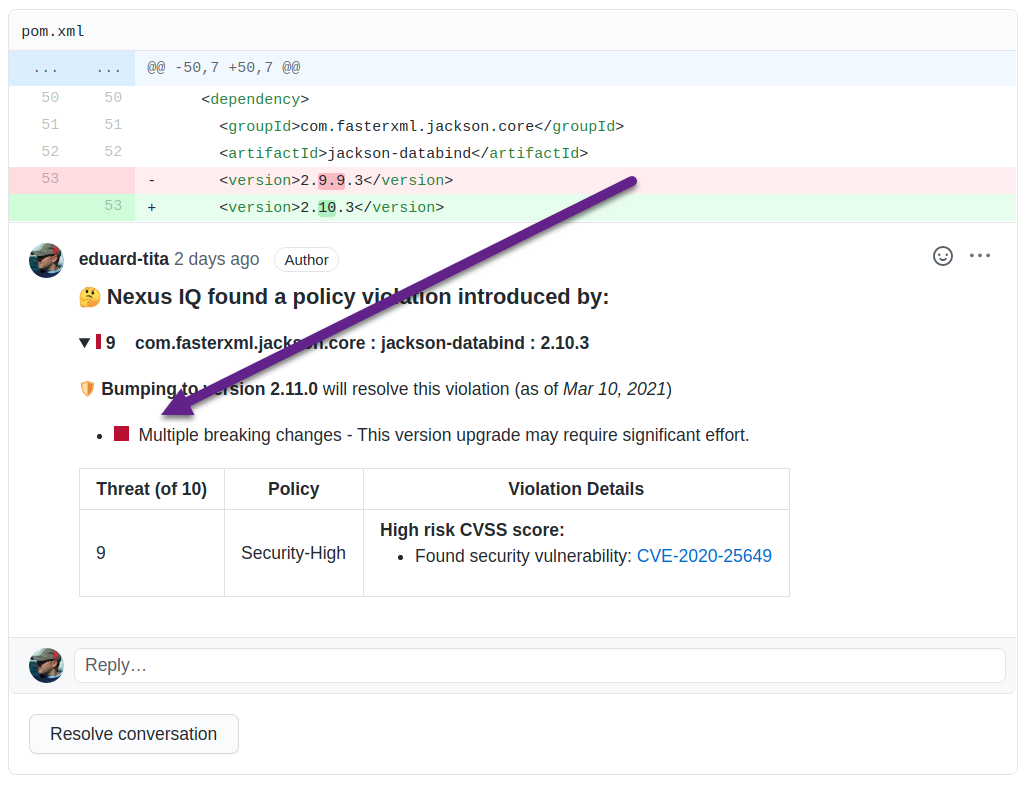 pom.xml
... ... @@ -50,7 +50,7 @@
50 50 <dependency>
51 51 <groupId>com.fasterxml.jackson.core</groupId>
52 52 <artifactId>jackson-databind</artifactId>
53 - <version>2.9.9.3</version>
53 + <version>2.10.3</version>
eduard-tita 2 days ago Author
🤔 Nexus IQ found a policy violation introduced by:
▼ 9 com.fasterxml.jackson.core : jackson-databind : 2.10.3
Bumping to version 2.11.0 will resolve this violation (as of Mar 10, 2021)
• Multiple breaking changes - This version upgrade may require significant effort.
Threat (of 10) Policy Violation Details
High risk CVSS score:
9 Security-High • Found security vulnerability: CVE-2020-25649
Reply…
Resolve conversation